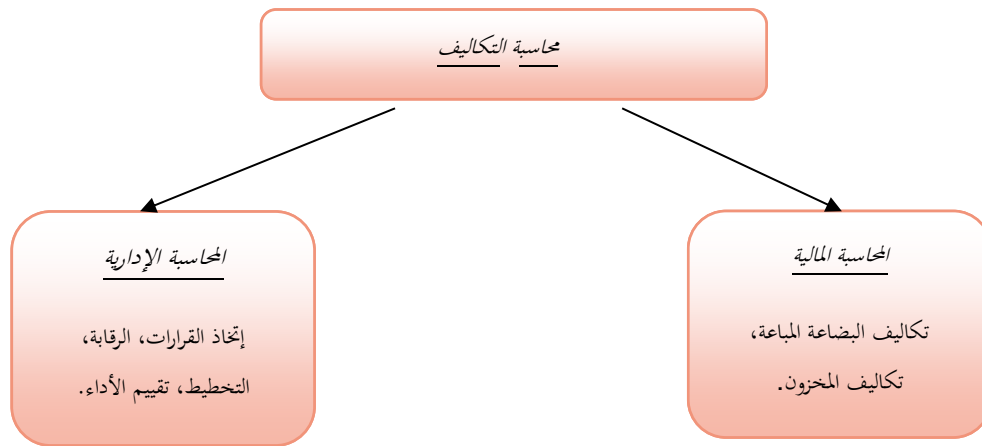 محاسبة التكاليف
المحاسبة المالية
تكاليف البضاعة المباعة،
تكاليف المخزون.
المحاسبة الإدارية
إتخاذ القرارات، الرقابة،
التخطيط، تقييم الأداء.